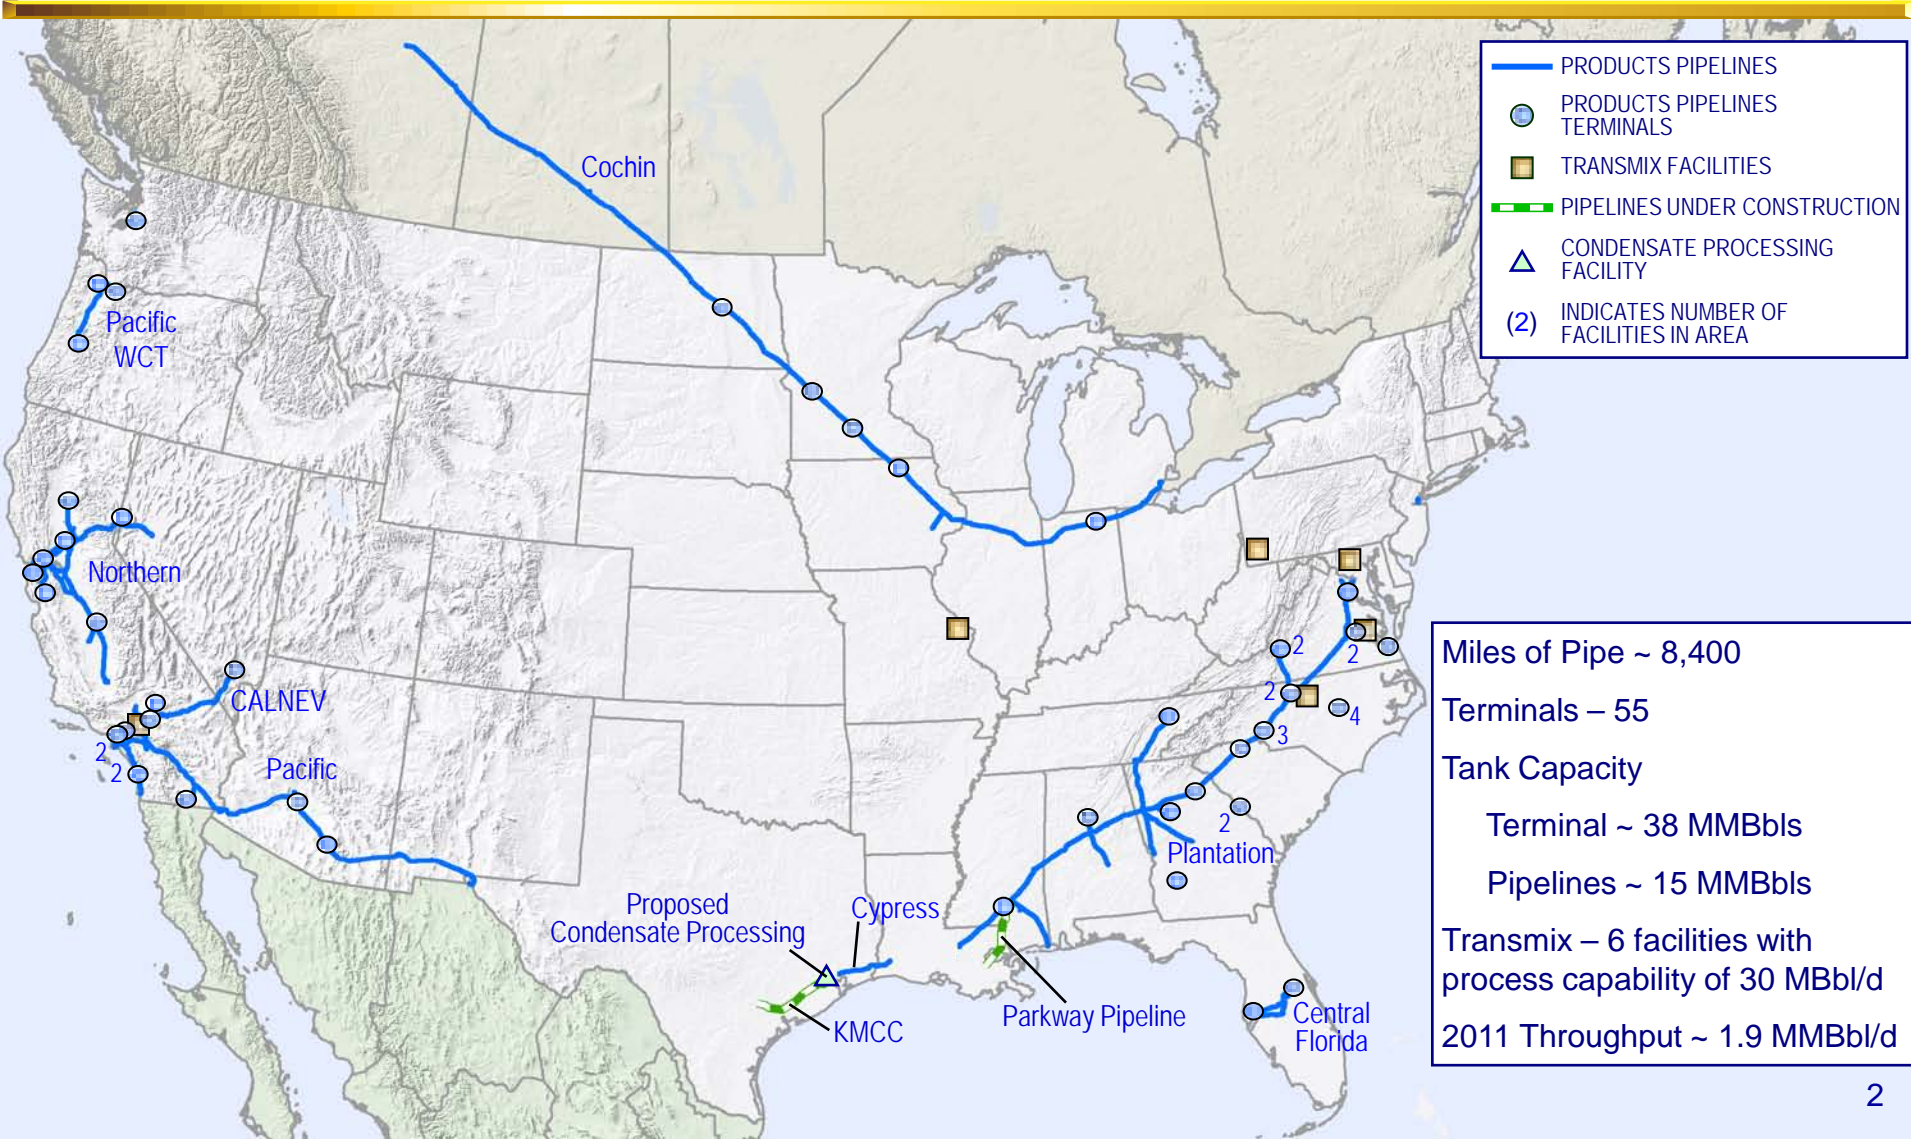 PRODUCTS PIPELINES
PRODUCTS PIPELINES
TERMINALS
TRANSMIX FACILITIES
PIPELINES UNDER CONSTRUCTION
CONDENSATE PROCESSING
FACILITY
(2)
INDICATES NUMBER OF
FACILITIES IN AREA
Cochin
Pacific
WCT
Northern
CALNEV
2
2
Pacific
2
2
2
4
3
2
Plantation
Proposed
Condensate Processing
Cypress
KMCC
Parkway Pipeline
Central
Florida
Miles of Pipe ~ 8,400
Terminals – 55
Tank Capacity
Terminal ~ 38 MMBbls
Pipelines ~ 15 MMBbls
Transmix – 6 facilities with
process capability of 30 MBbl/d
2011 Throughput ~ 1.9 MMBbl/d
2